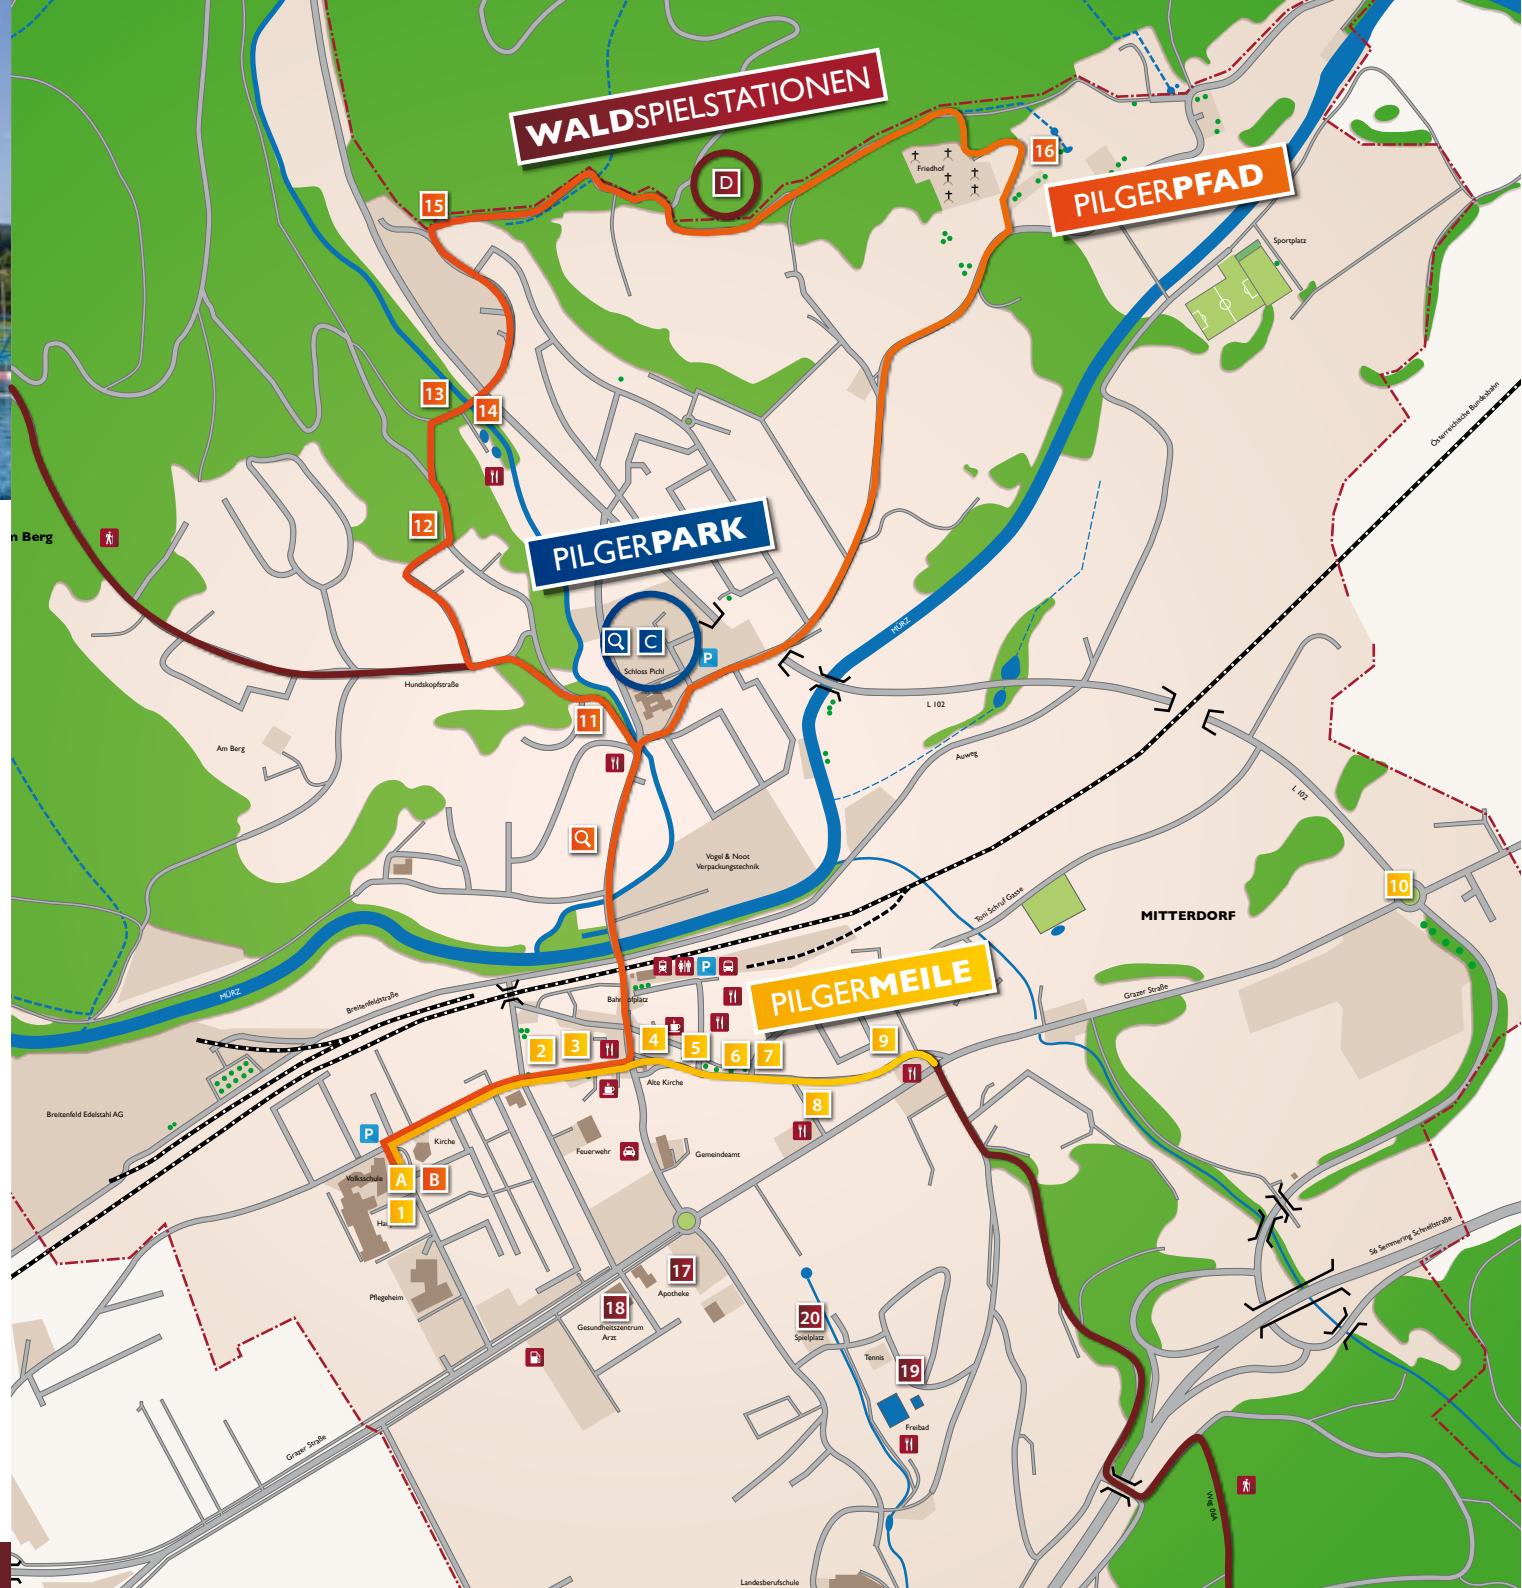 WALDSPIELSTATIONEN
D
15
16
Friedhof
PILGERPFAD
Sportplatz
Österreichische Bundesbahn
13
14
12
m Berg
PILGERPARK
C
P
Schloss Pichl
MÜRZ
Hundskopfstraße
L 102
11
Am Berg
Auweg
L 102
Vogel & Noot
Verpackungstechnik
10
Toni Schruf Gasse
MITTERDORF
MÜRZ
Breitenfeldstraße
P
PILGERMEILE
Grazer Straße
2
3
4
5
6
7
9
Alte Kirche
8
Breitenfeld Edelstahl AG
P
Kirche
Feuerwehr
Gemeindeamt
Volksschule
A
B
1
S6 Semmering Schnellstraße
17
Apotheke
Pflegeheim
18
Gesundheitszentrum
Arzt
20
Spielplatz
Tennis
19
Freibad
Grazer Straße
Weg 06A
Landesberufschule